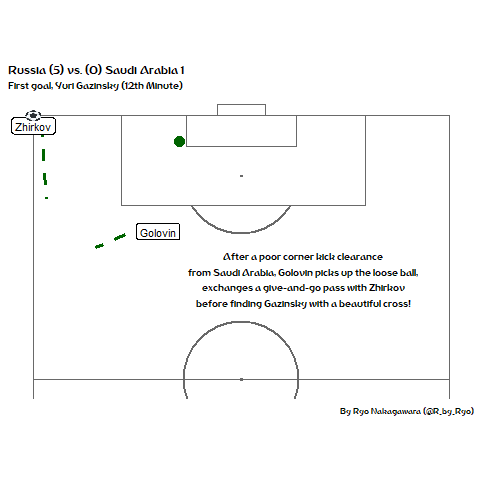 Russia (5) vs. (0) Saudi Arabia 1
First goal, Yuri Gazinsky (12th Minute)
Zhirkov
Golovin
After a poor corner kick clearance
from Saudi Arabia, Golovin picks up the loose ball,
exchanges a give-and-go pass with Zhirkov
before finding Gazinsky with a beautiful cross!
By Ryo Nakagawara (@R_by_Ryo)